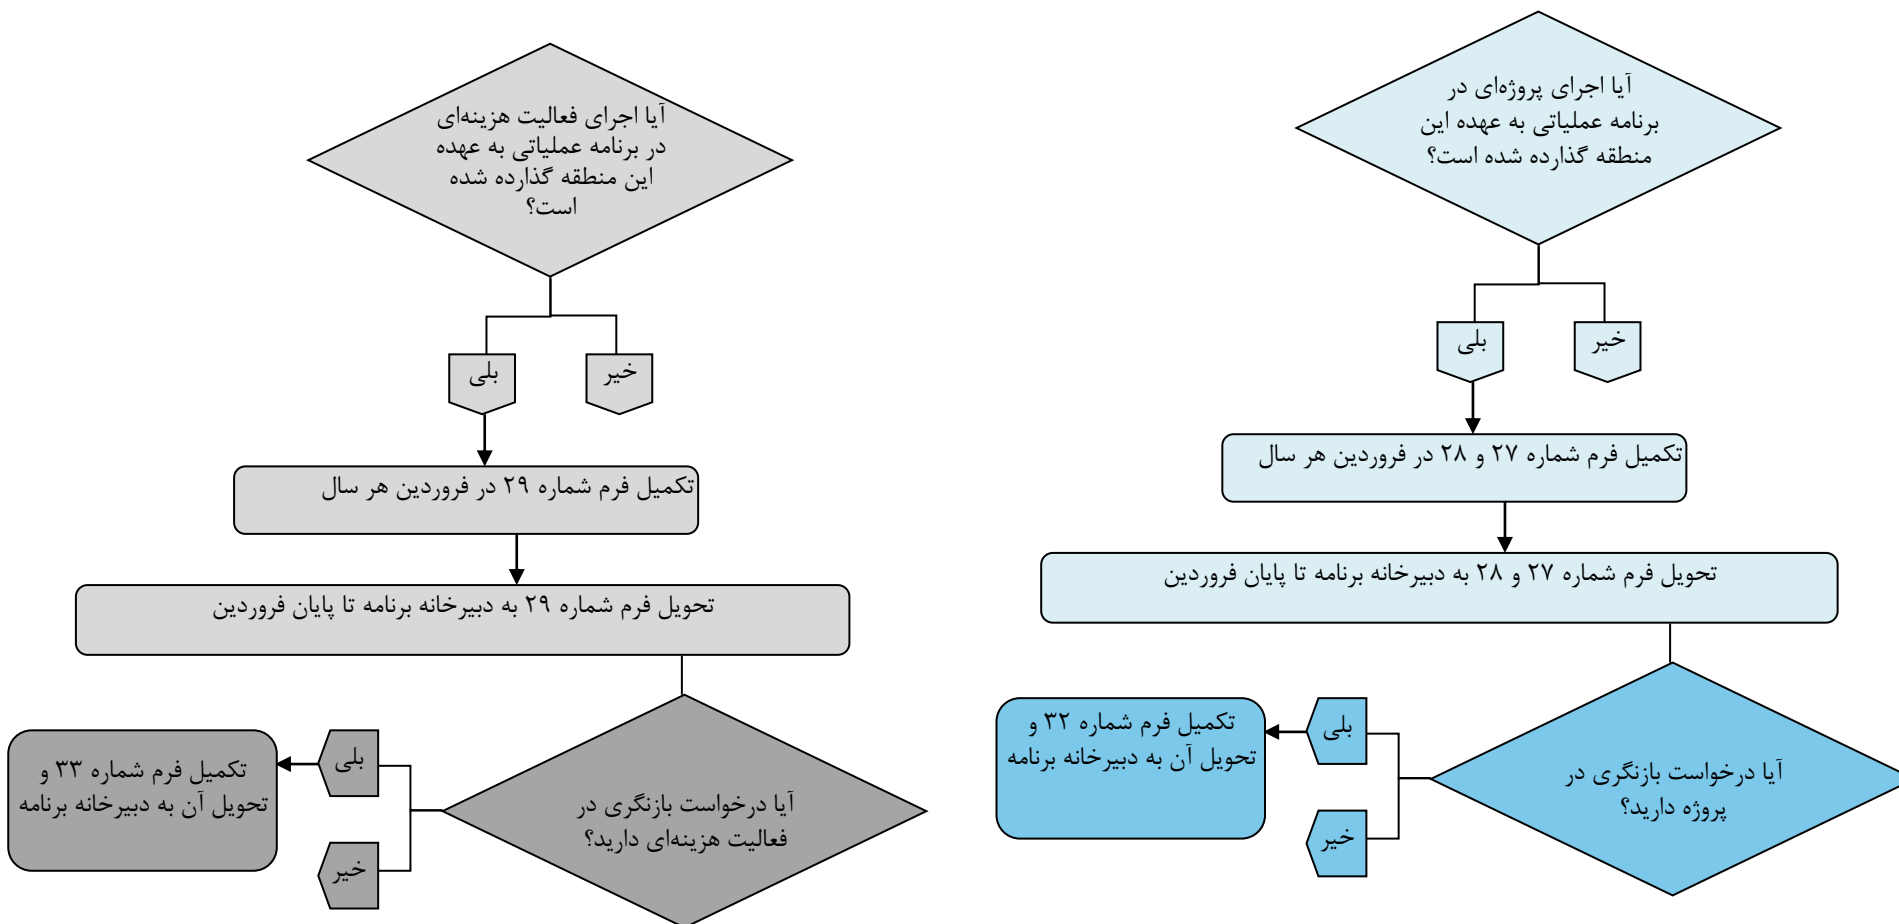 آیا اجرای پروژه‌ای در
برنامه عملیاتی به عهده این
منطقه گذارده شده است؟
خیر
بلی
تکمیل فرم شماره ۲۷ و ۲۸ در فروردین هر سال
تحویل فرم شماره ۲۷ و ۲۸ به دبیرخانه برنامه تا پایان فروردین
آیا درخواست بازنگری در
پروژه دارید؟
بلی
خیر
تکمیل فرم شماره ۳۲ و
تحویل آن به دبیرخانه برنامه
آیا اجرای فعالیت هزینه‌ای
در برنامه عملیاتی به عهده
این منطقه گذارده شده
است؟
خیر
بلی
تکمیل فرم شماره ۲۹ در فروردین هر سال
تحویل فرم شماره ۲۹ به دبیرخانه برنامه تا پایان فروردین
آیا درخواست بازنگری در
فعالیت هزینه‌ای دارید؟
بلی
خیر
تکمیل فرم شماره ۳۳ و
تحویل آن به دبیرخانه برنامه